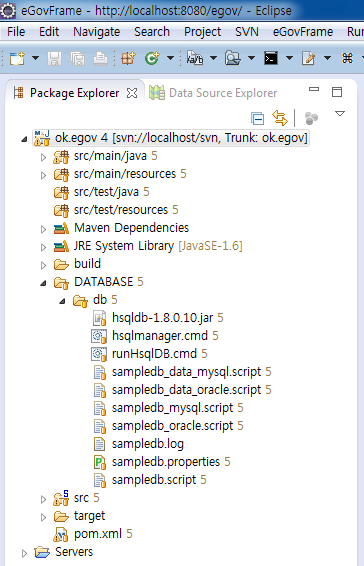 eGovFrame - http://localhost:8080/egov/ - Eclipse
File Edit Navigate Search Project SVN eGovFrame Run
Package Explorer Data Source Explorer
ok.egov 4 [svn://localhost/svn, Trunk: ok.egov]
src/main/java 5
src/main/resources 5
src/test/java 5
src/test/resources 5
Maven Dependencies
JRE System Library [JavaSE-1.6]
build
DATABASE 5
db 5
hsqldb-1.8.0.10.jar 5
hsqlmanager.cmd 5
runHsqlDB.cmd 5
sampledb_data_mysql.script 5
sampledb_data_oracle.script 5
sampledb_mysql.script 5
sampledb_oracle.script 5
sampledb.log
sampledb.properties 5
sampledb.script 5
src 5
target
pom.xml 5
Servers